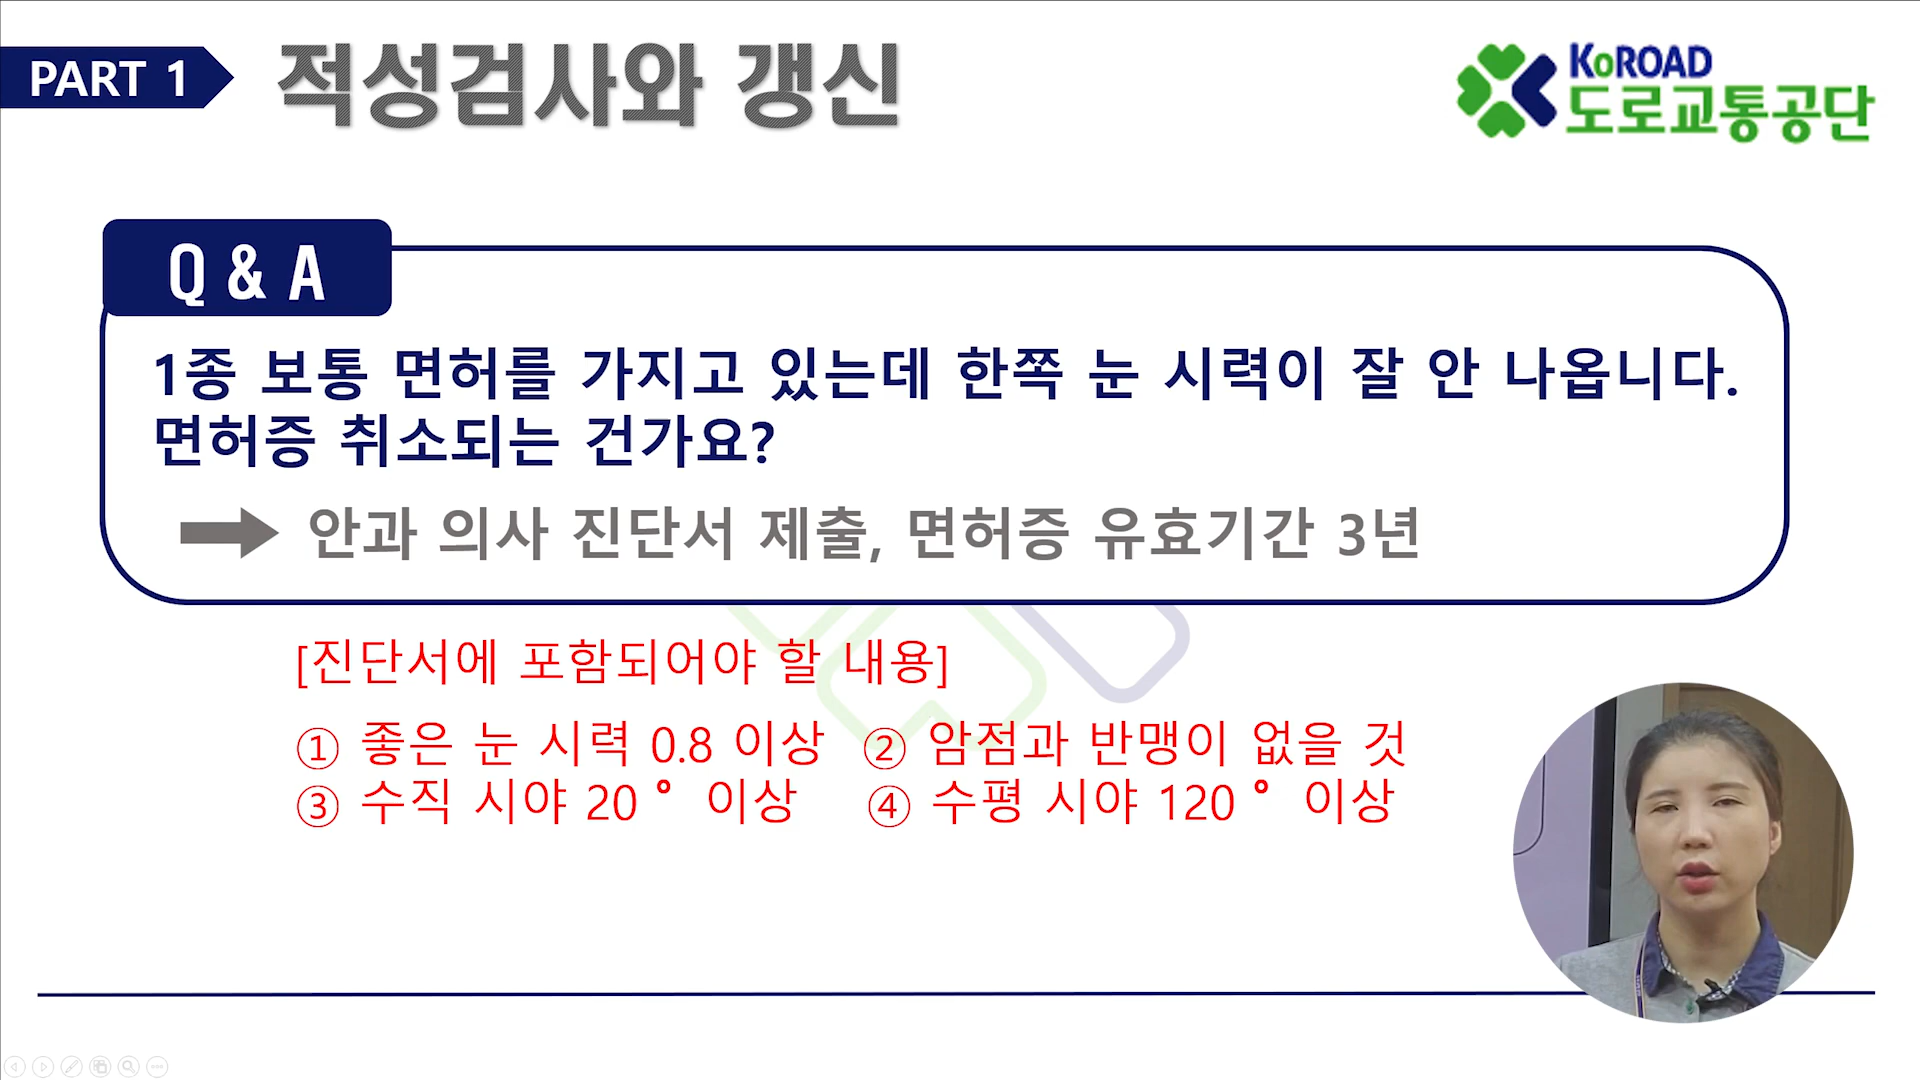 PART 1
적성검사와 갱신
KoROAD
도로교통공단
Q & A
1종 보통 면허를 가지고 있는데 한쪽 눈 시력이 잘 안 나옵니다.
면허증 취소되는 건가요?
안과 의사 진단서 제출, 면허증 유효기간 3년
[진단서에 포함되어야 할 내용]
① 좋은 눈 시력 0.8 이상 ② 암점과 반맹이 없을 것
③ 수직 시야 20° 이상 ④ 수평 시야 120° 이상